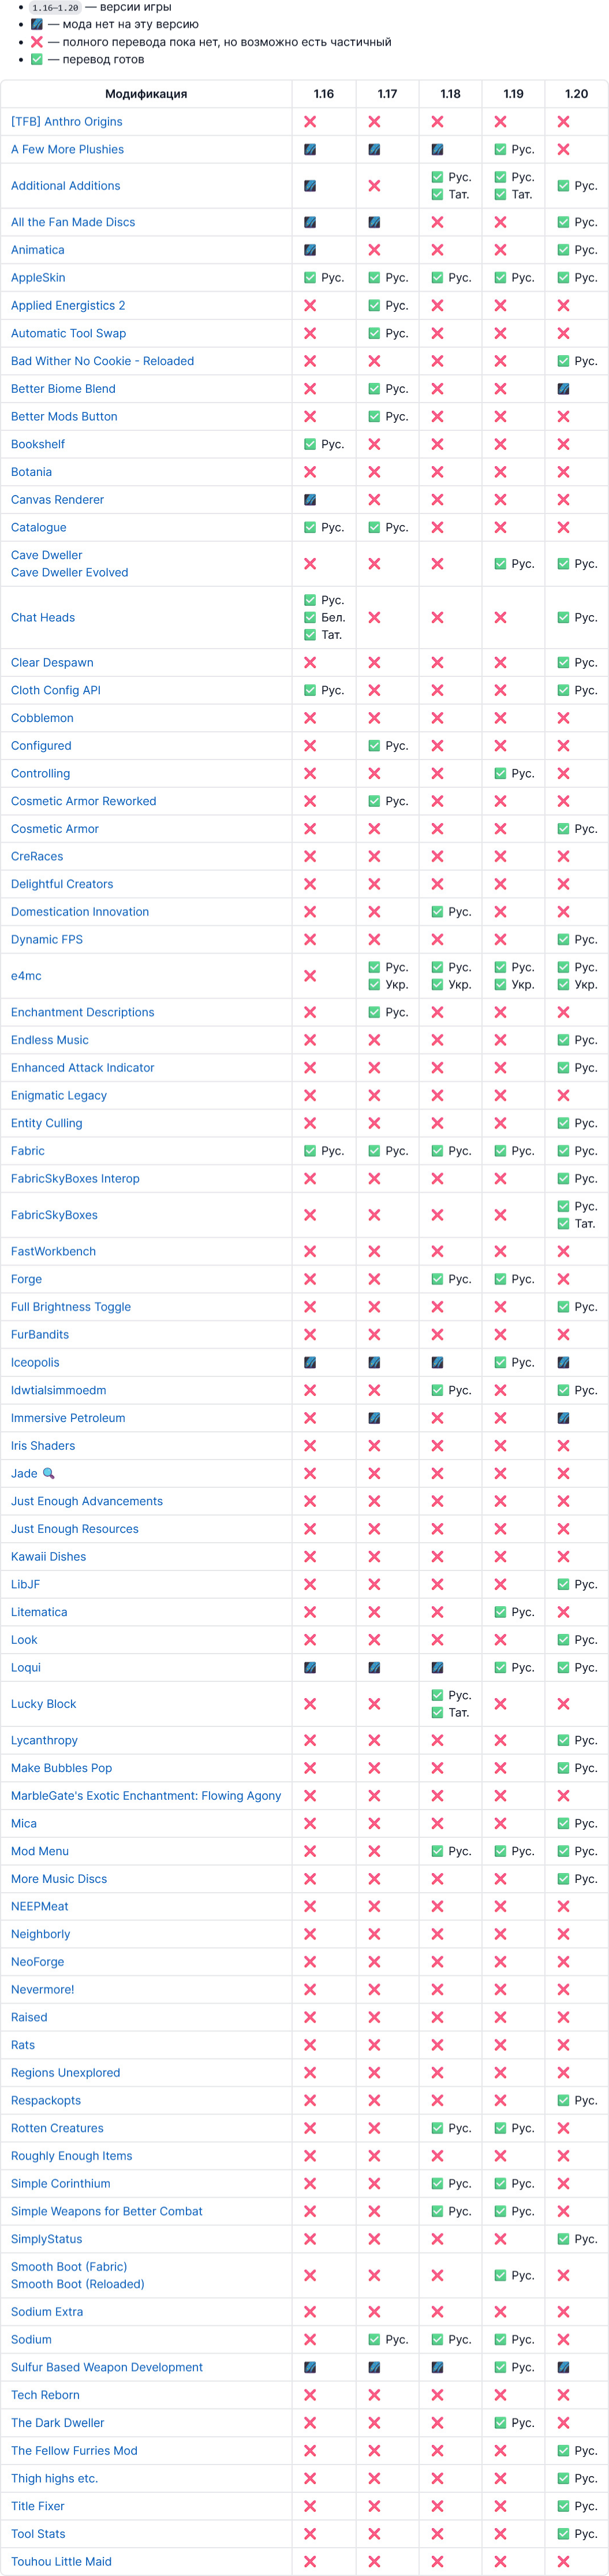 1.16—1.20 — версии игры
— мода нет на эту версию
— полного перевода пока нет, но возможно есть частичный
— перевод готов
Модификация 1.16 1.17 1.18 1.19 1.20
[TFB] Anthro Origins
A Few More Plushies Рус.
Рус. Рус.
Additional Additions Рус.
Тат. Тат.
All the Fan Made Discs Рус.
Animatica Рус.
AppleSkin Рус. Рус. Рус. Рус. Рус.
Applied Energistics 2 Рус.
Automatic Tool Swap Рус.
Bad Wither No Cookie - Reloaded Рус.
Better Biome Blend Рус.
Better Mods Button Рус.
Bookshelf Рус.
Botania
Canvas Renderer
Catalogue Рус. Рус.
Cave Dweller
Cave Dweller Evolved Рус. Рус.
Рус.
Chat Heads Бел. Рус.
Тат.
Clear Despawn Рус.
Cloth Config API Рус. Рус.
Cobblemon
Configured Рус.
Controlling Рус.
Cosmetic Armor Reworked Рус.
Cosmetic Armor Рус.
CreRaces
Delightful Creators
Domestication Innovation Рус.
Dynamic FPS Рус.
Рус. Рус. Рус. Рус.
e4mc
Укр. Укр. Укр. Укр.
Enchantment Descriptions Рус.
Endless Music Рус.
Enhanced Attack Indicator Рус.
Enigmatic Legacy
Entity Culling Рус.
Fabric Рус. Рус. Рус. Рус. Рус.
FabricSkyBoxes Interop Рус.
Рус.
FabricSkyBoxes
Тат.
FastWorkbench
Forge Рус. Рус.
Full Brightness Toggle Рус.
FurBandits
Iceopolis Рус.
Idwtialsimmoedm Рус. Рус.
Immersive Petroleum
Iris Shaders
Jade
Just Enough Advancements
Just Enough Resources
Kawaii Dishes
LibJF Рус.
Litematica Рус.
Look Рус.
Loqui Рус. Рус.
Рус.
Lucky Block
Тат.
Lycanthropy Рус.
Make Bubbles Pop Рус.
MarbleGate's Exotic Enchantment: Flowing Agony
Mica Рус.
Mod Menu Рус. Рус. Рус.
More Music Discs Рус.
NEEPMeat
Neighborly
NeoForge
Nevermore!
Raised
Rats
Regions Unexplored
Respackopts Рус.
Rotten Creatures Рус. Рус.
Roughly Enough Items
Simple Corinthium Рус. Рус.
Simple Weapons for Better Combat Рус. Рус.
SimplyStatus Рус.
Smooth Boot (Fabric)
Smooth Boot (Reloaded) Рус.
Sodium Extra
Sodium Рус. Рус. Рус.
Sulfur Based Weapon Development Рус.
Tech Reborn
The Dark Dweller Рус.
The Fellow Furries Mod Рус.
Thigh highs etc. Рус.
Title Fixer Рус.
Tool Stats Рус.
Touhou Little Maid